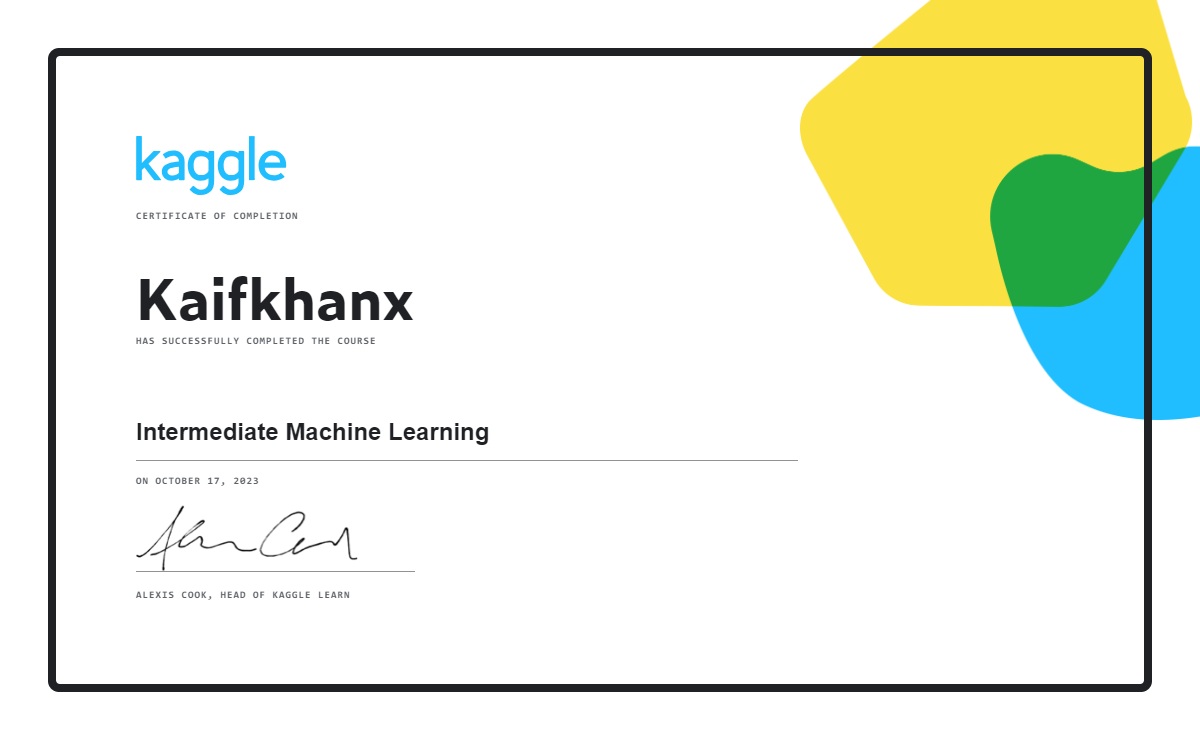 kaggle
CERTIFICATE OF COMPLETION
Kaifkhanx
HAS SUCCESSFULLY COMPLETED THE COURSE
Intermediate Machine Learning
ON OCTOBER 17, 2023
ALEXIS COOK, HEAD OF KAGGLE LEARN